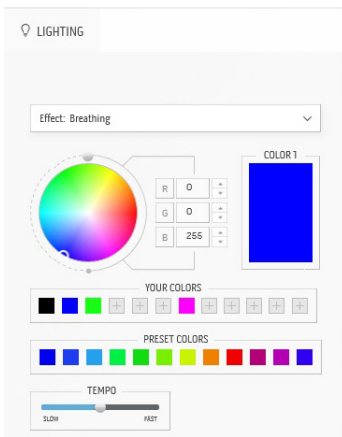 LIGHTING
Effect: Breathing
COLOR 1
R 0
G 0
B 255
YOUR COLORS
PRESET COLORS
TEMPO
SLOW FAST